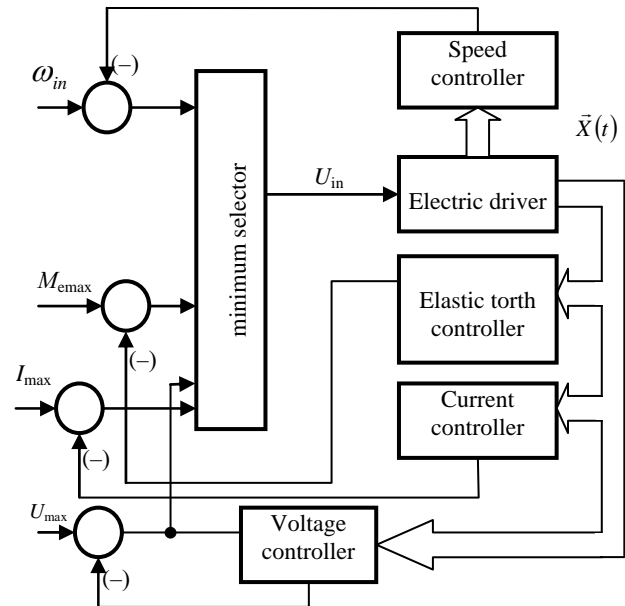 Speed
controller
(–)
ω_in
X⃗(t)
minimum selector
U_in
Electric driver
M_emax
Elastic torth
controller
(–)
I_max
Current
controller
(–)
U_max
Voltage
controller
(–)